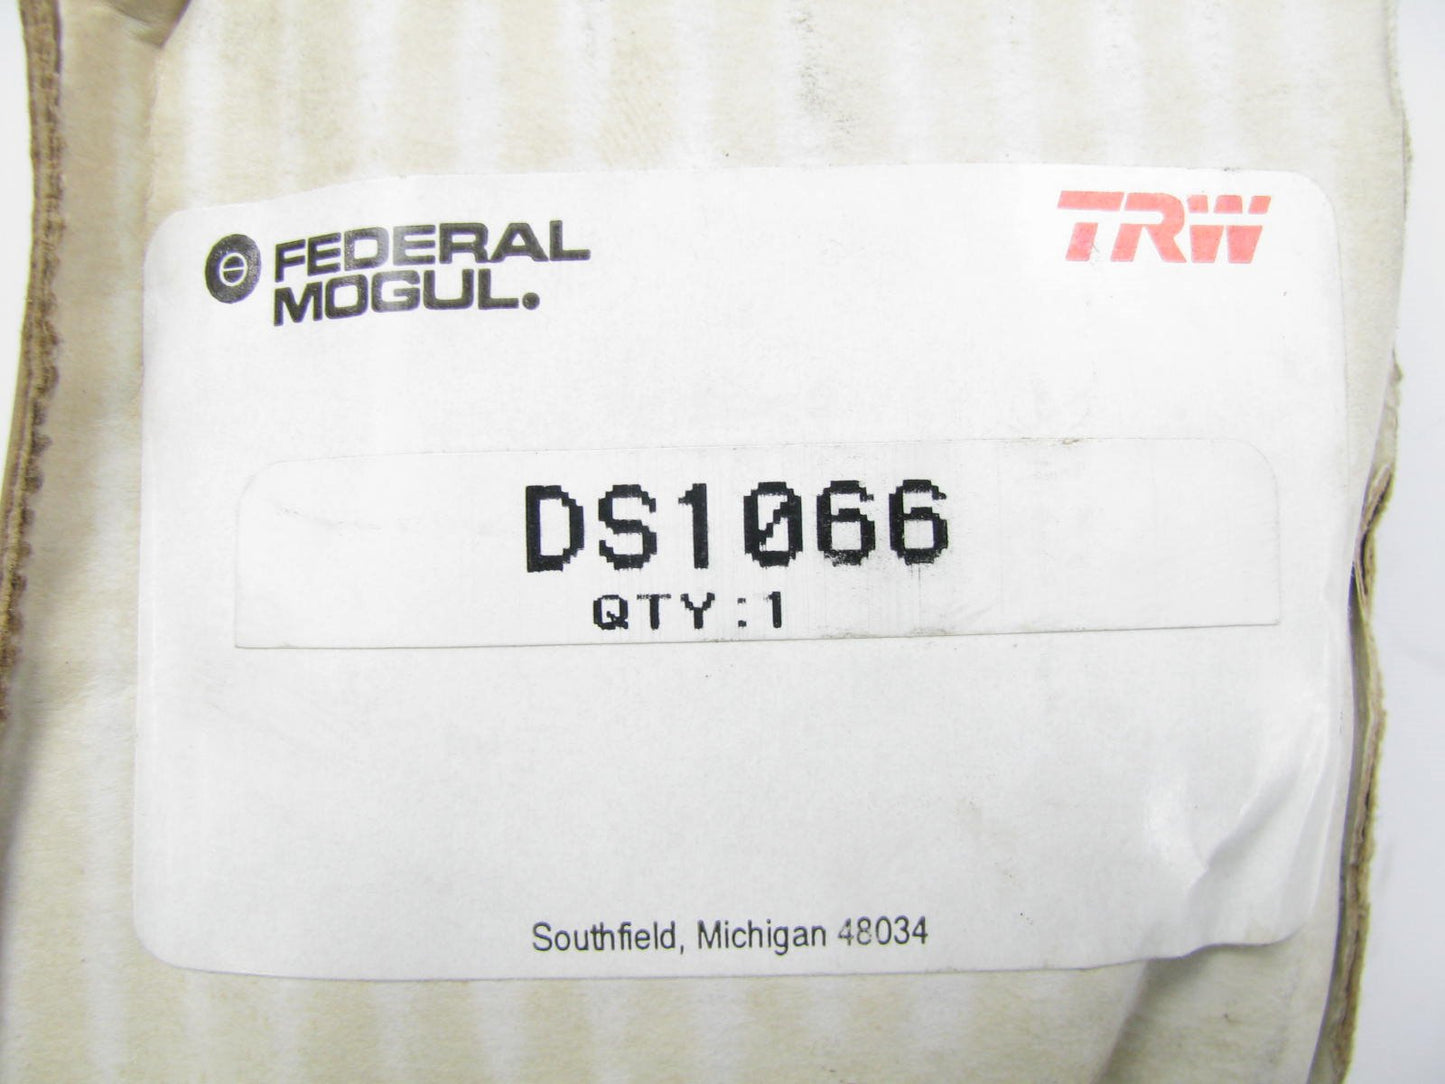 FEDERAL
MOGUL.
TRW
DS1066
QTY:1
Southfield, Michigan 48034